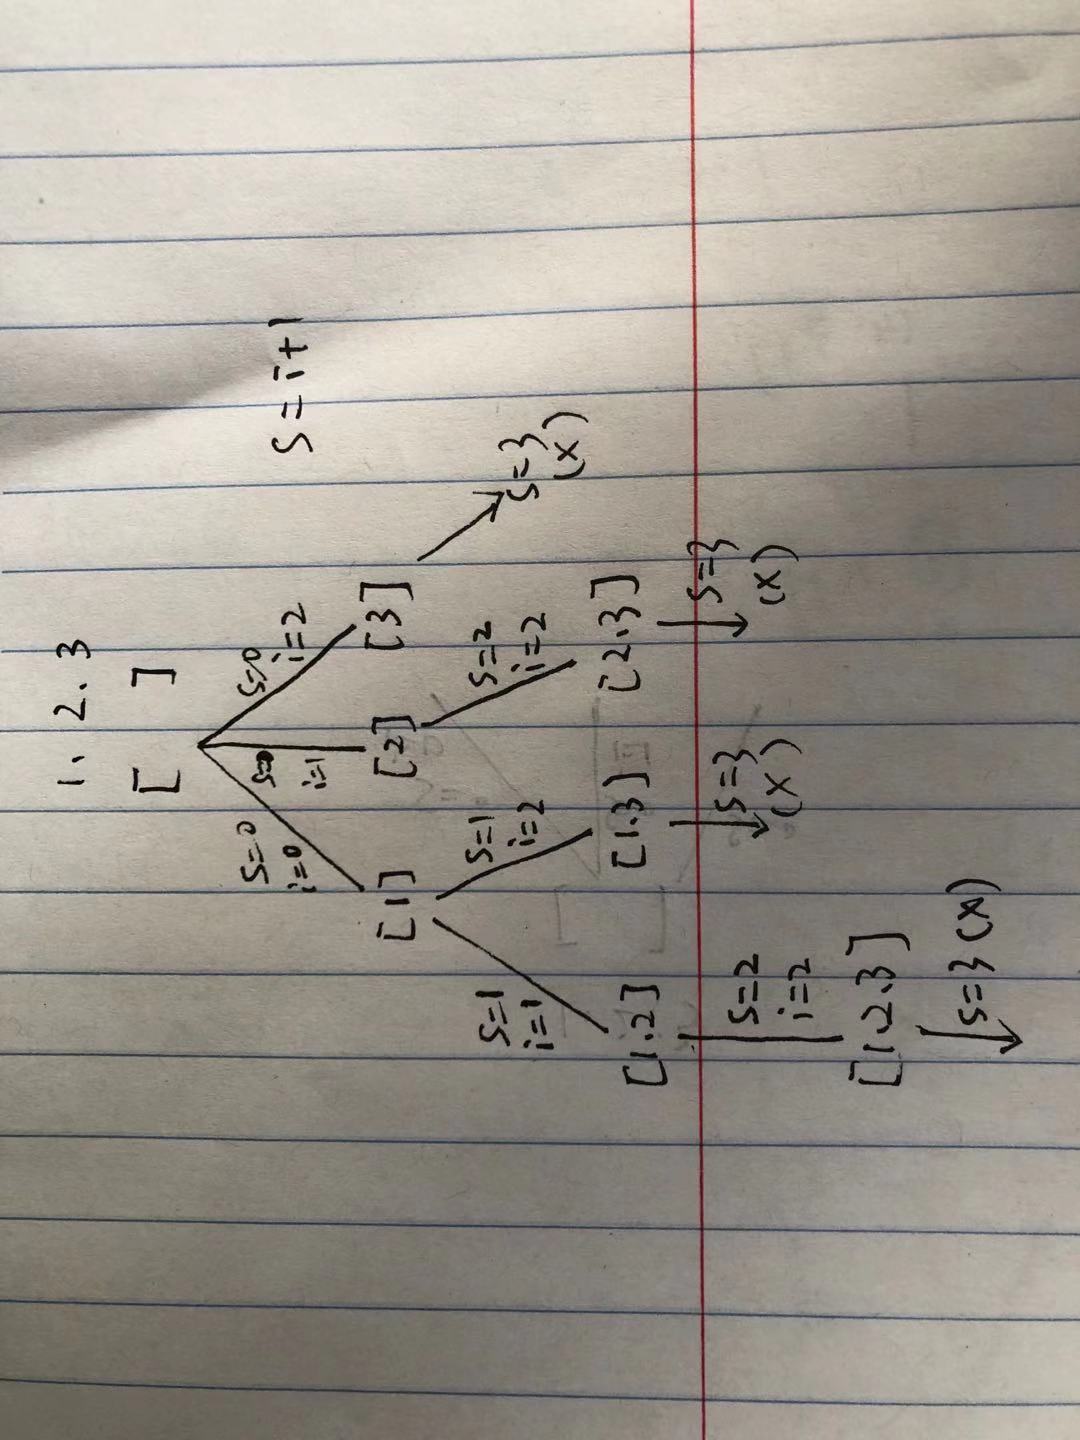 1、2、3
[ ]
s=0 s=0 s=0
i=0 i=1 i=2
s=i+1
[1] [2] [3]
s=1 s=1 s=2 s=3
i=1 i=2 i=2 (x)
[1、2] [1、3] [2、3]
s=2 s=3 s=3
i=2 (x) (x)
[1、2、3]
s=3 (x)